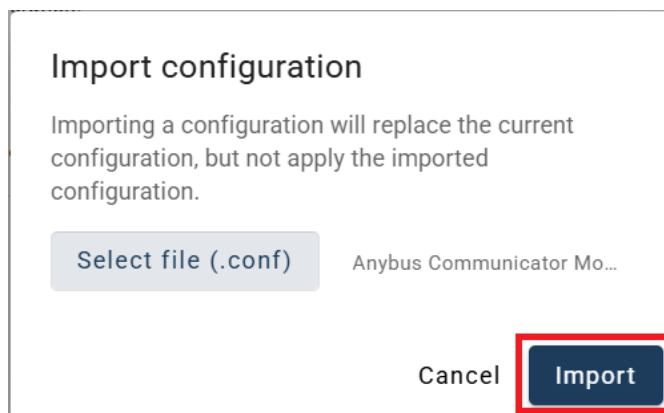 Import configuration
Importing a configuration will replace the current
configuration, but not apply the imported
configuration.
Select file (.conf) Anybus Communicator Mo...
Cancel Import